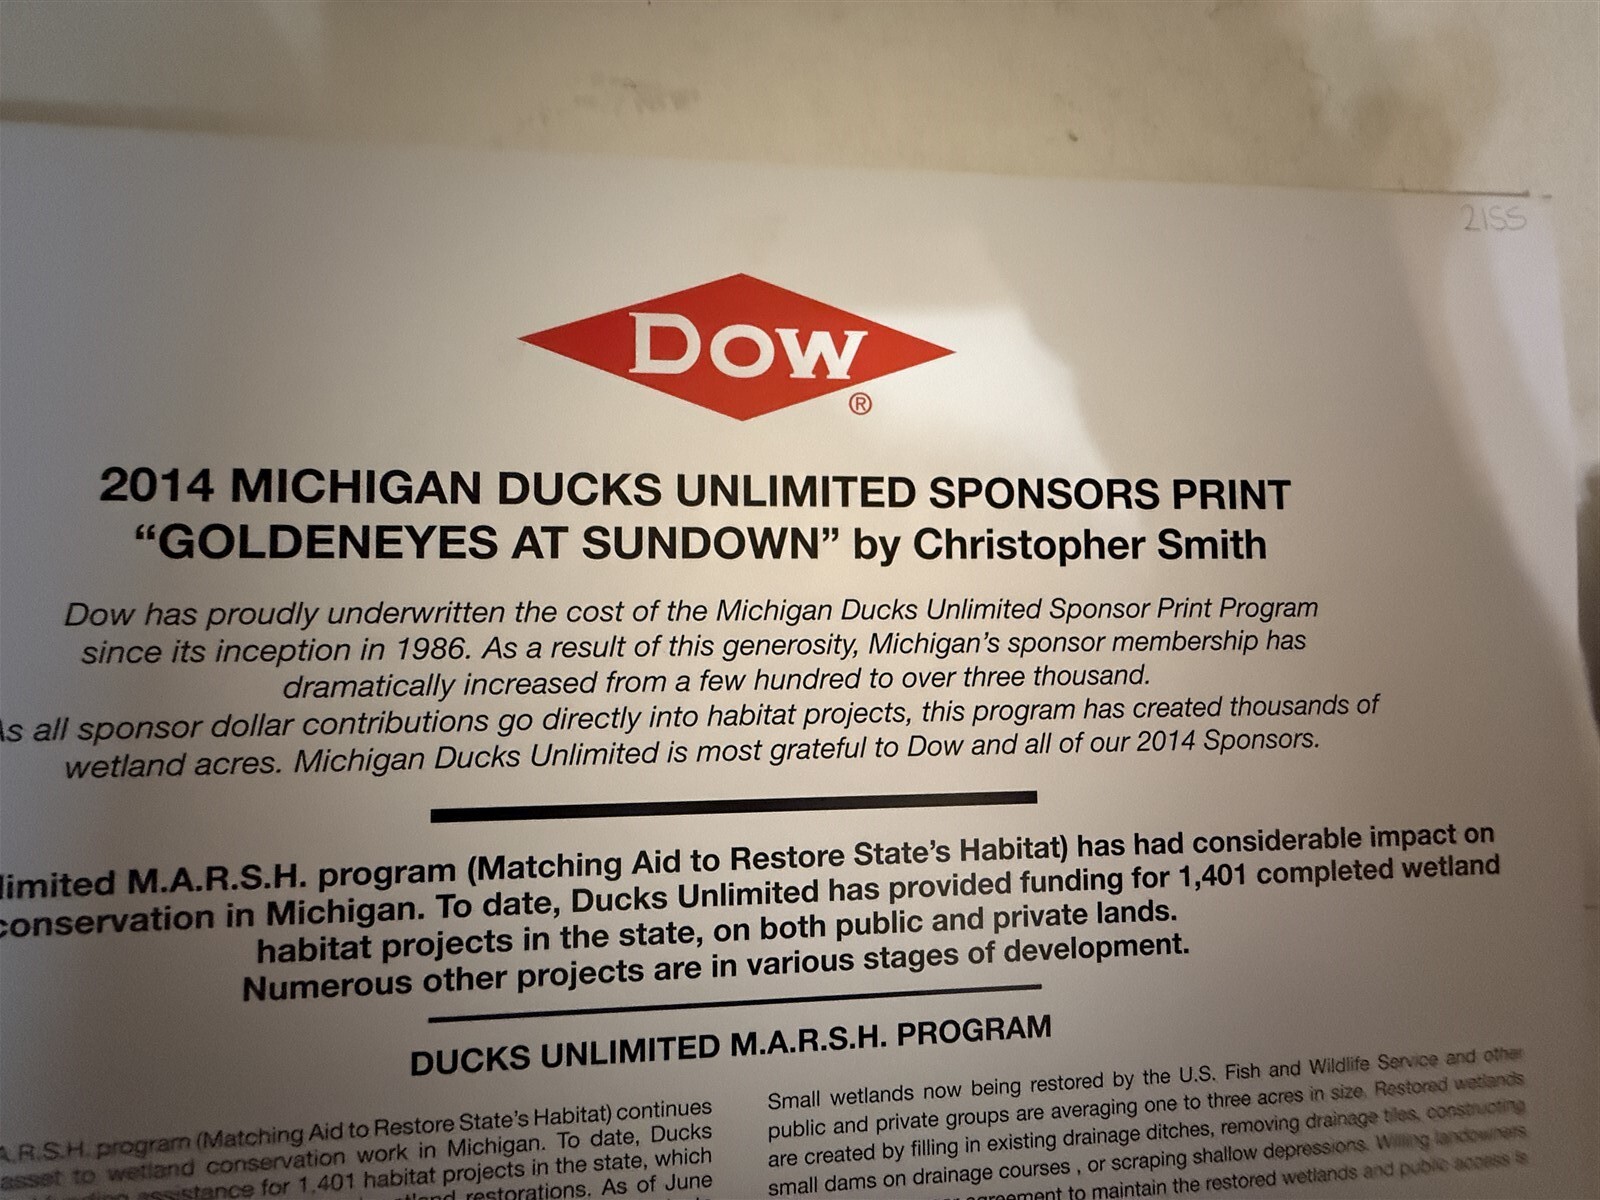 2155
DOW
®
2014 MICHIGAN DUCKS UNLIMITED SPONSORS PRINT
“GOLDENEYES AT SUNDOWN” by Christopher Smith
Dow has proudly underwritten the cost of the Michigan Ducks Unlimited Sponsor Print Program
since its inception in 1986. As a result of this generosity, Michigan’s sponsor membership has
dramatically increased from a few hundred to over three thousand.
As all sponsor dollar contributions go directly into habitat projects, this program has created thousands of
wetland acres. Michigan Ducks Unlimited is most grateful to Dow and all of our 2014 Sponsors.
limited M.A.R.S.H. program (Matching Aid to Restore State’s Habitat) has had considerable impact on
conservation in Michigan. To date, Ducks Unlimited has provided funding for 1,401 completed wetland
habitat projects in the state, on both public and private lands.
Numerous other projects are in various stages of development.
DUCKS UNLIMITED M.A.R.S.H. PROGRAM
A.R.S.H. program (Matching Aid to Restore State’s Habitat) continues
asset to wetland conservation work in Michigan. To date, Ducks
assistance for 1,401 habitat projects in the state, which
restorations. As of June
Small wetlands now being restored by the U.S. Fish and Wildlife Service and other
public and private groups are averaging one to three acres in size. Restored wetlands
are created by filling in existing drainage ditches, removing drainage tiles, constructing
small dams on drainage courses , or scraping shallow depressions. Willing landowners
agreement to maintain the restored wetlands and public access is